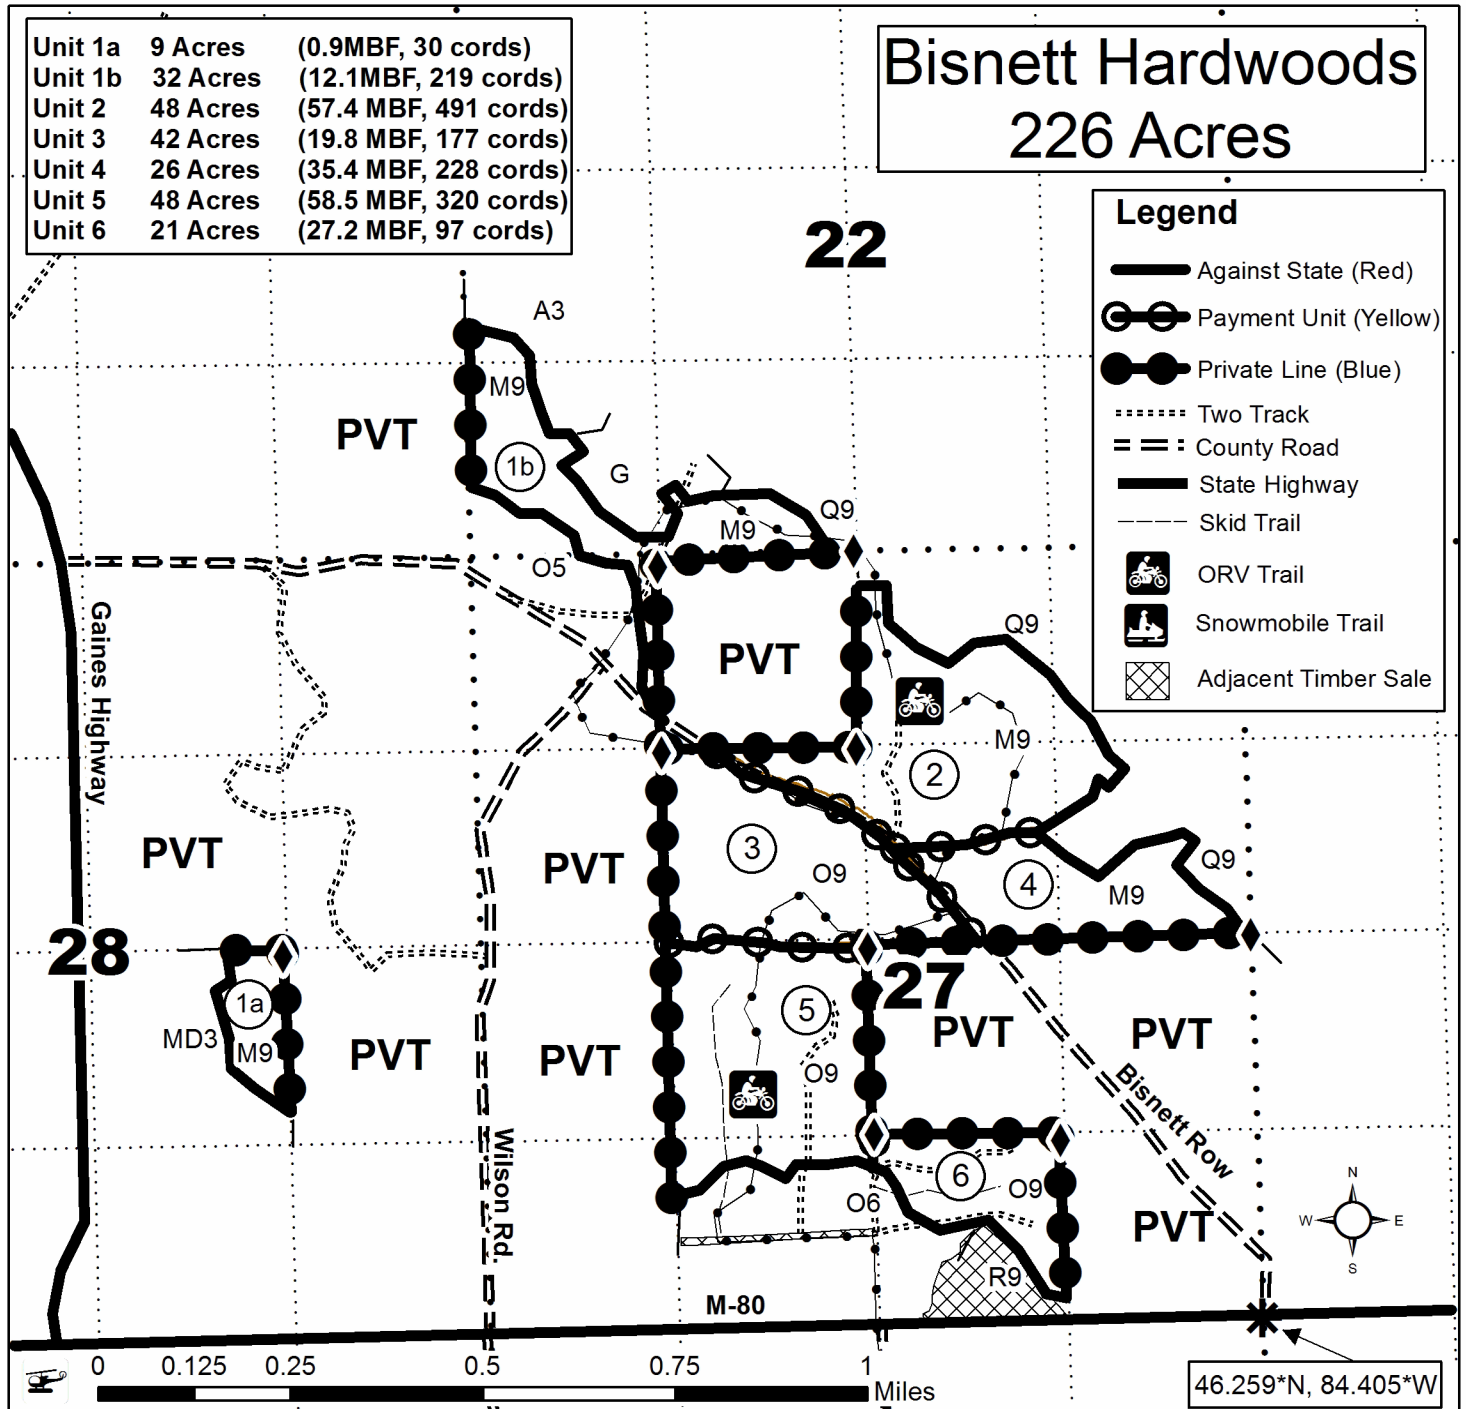 Unit 1a 9 Acres (0.9MBF, 30 cords)
Unit 1b 32 Acres (12.1MBF, 219 cords)
Unit 2 48 Acres (57.4 MBF, 491 cords)
Unit 3 42 Acres (19.8 MBF, 177 cords)
Unit 4 26 Acres (35.4 MBF, 228 cords)
Unit 5 48 Acres (58.5 MBF, 320 cords)
Unit 6 21 Acres (27.2 MBF, 97 cords)
Bisnett Hardwoods
226 Acres
Legend
Against State (Red)
Payment Unit (Yellow)
Private Line (Blue)
Two Track
County Road
State Highway
Skid Trail
ORV Trail
Snowmobile Trail
Adjacent Timber Sale
22
A3
M9
PVT
1b
G
M9
Q9
O5
Gaines Highway
PVT
Q9
M9
2
PVT
3
PVT
O9
4
M9
Q9
28
1a
MD3
M9
PVT
PVT
5
O9
27
PVT
PVT
Bisnett Row
Wilson Rd.
6
O6
O9
PVT
R9
M-80
N
W
E
S
0 0.125 0.25 0.5 0.75 1
Miles
46.259*N, 84.405*W